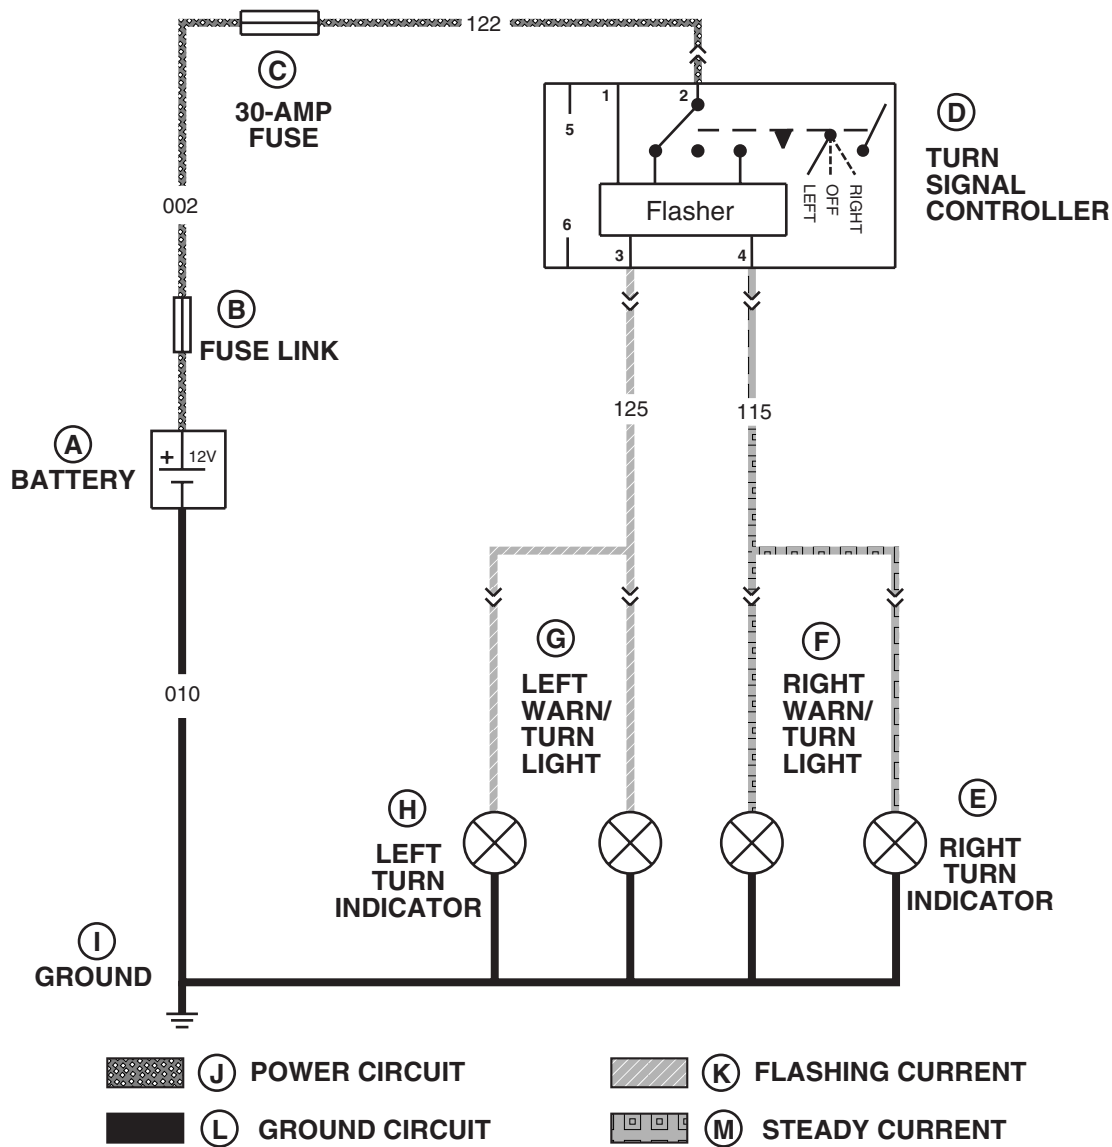 122
C
30-AMP
FUSE
002
B
FUSE LINK
A
BATTERY
+ 12V
010
1
2
5
6
3
4
Flasher
LEFT
OFF
RIGHT
D
TURN
SIGNAL
CONTROLLER
125
115
G
LEFT
WARN/
TURN
LIGHT
F
RIGHT
WARN/
TURN
LIGHT
H
LEFT
TURN
INDICATOR
E
RIGHT
TURN
INDICATOR
I
GROUND
J POWER CIRCUIT
K FLASHING CURRENT
L GROUND CIRCUIT
M STEADY CURRENT